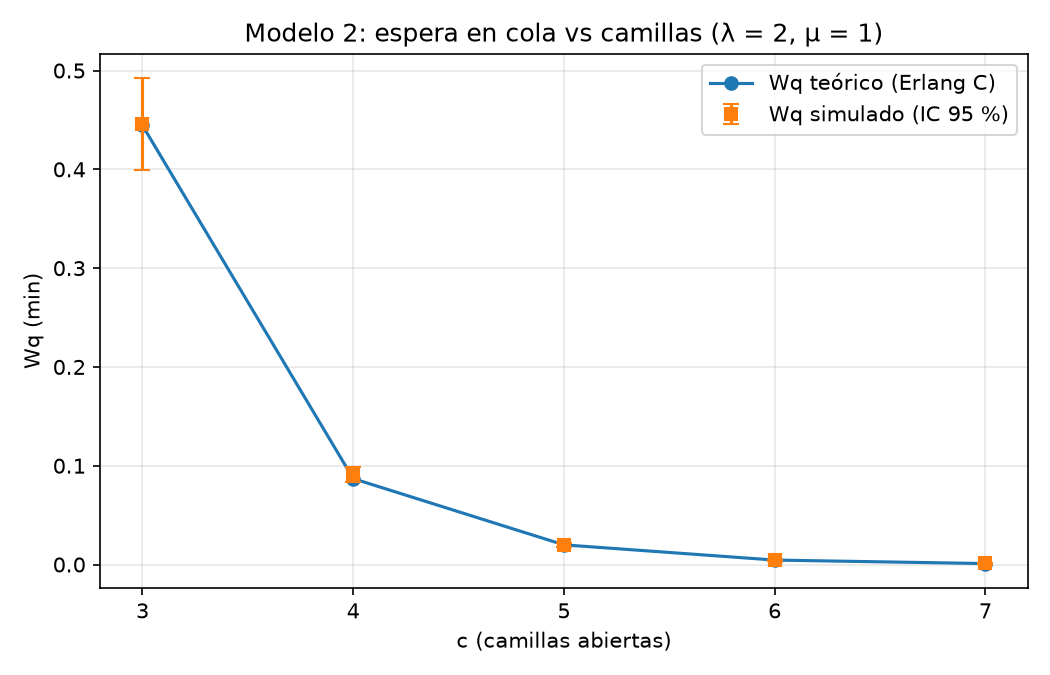 Modelo 2: espera en cola vs camillas (λ = 2, μ = 1)
Wq teórico (Erlang C)
Wq simulado (IC 95 %)
Wq (min)
0.5
0.4
0.3
0.2
0.1
0.0
3 4 5 6 7
c (camillas abiertas)